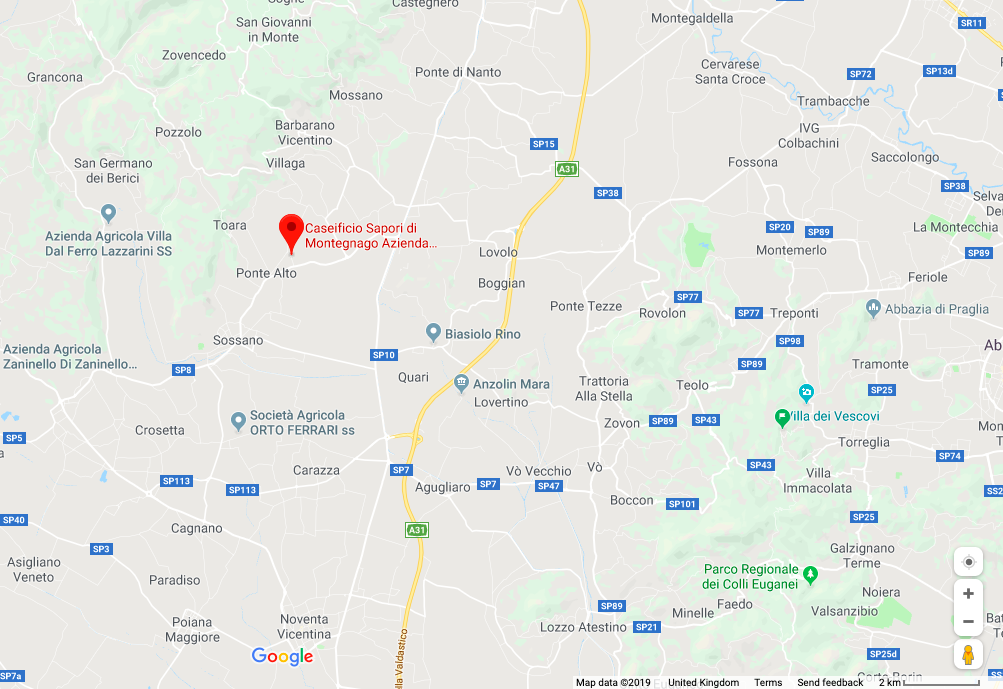 Castegnero
San Giovanni
in Monte
Montegaldella
SR11
Zovencedo
Grancona
Ponte di Nanto
Cervarese
Santa Croce
SP72
SP13d
Mossano
Trambacche
Pozzolo
Barbarano
Vicentino
IVG
Colbachini
SP15
Villaga
San Germano
dei Berici
A31
Fossona
Saccolongo
SP38
SP38
Azienda Agricola Villa
Dal Ferro Lazzarini SS
Toara
Caseificio Sapori di
Montegnago Azienda...
SP20
SP89
La Montecchia
Lovolo
Montemerlo
SP89
Ponte Alto
Boggian
Feriole
Ponte Tezze
SP77
Rovolon
SP77
Treponti
Abbazia di Praglia
Biasiolo Rino
Sossano
SP98
Azienda Agricola
Zaninello Di Zaninello...
SP10
SP8
SP89
Tramonte
Quari
Anzolin Mara
Lovertino
Trattoria
Alla Stella
Teolo
SP25
Società Agricola
ORTO FERRARI ss
Crosetta
SP5
Zovon
SP89
SP43
Villa dei Vescovi
Torreglia
SP74
Carazza
SP7
Agugliaro
SP7
Vò Vecchio
SP47
Vò
SP43
Villa
Immacolata
SP113
SP113
Boccon
SP101
SP40
Cagnano
A31
SP25
SP3
Asigliano
Veneto
Paradiso
Galzignano
Terme
Parco Regionale
dei Colli Euganei
Noiera
Poiana
Maggiore
Noventa
Vicentina
SP89
Lozzo Atestino
SP21
Minelle
Faedo
Valsanzibio
Google
SP25d
SP7a
Map data ©2019
United Kingdom
Terms
Send feedback
2 km